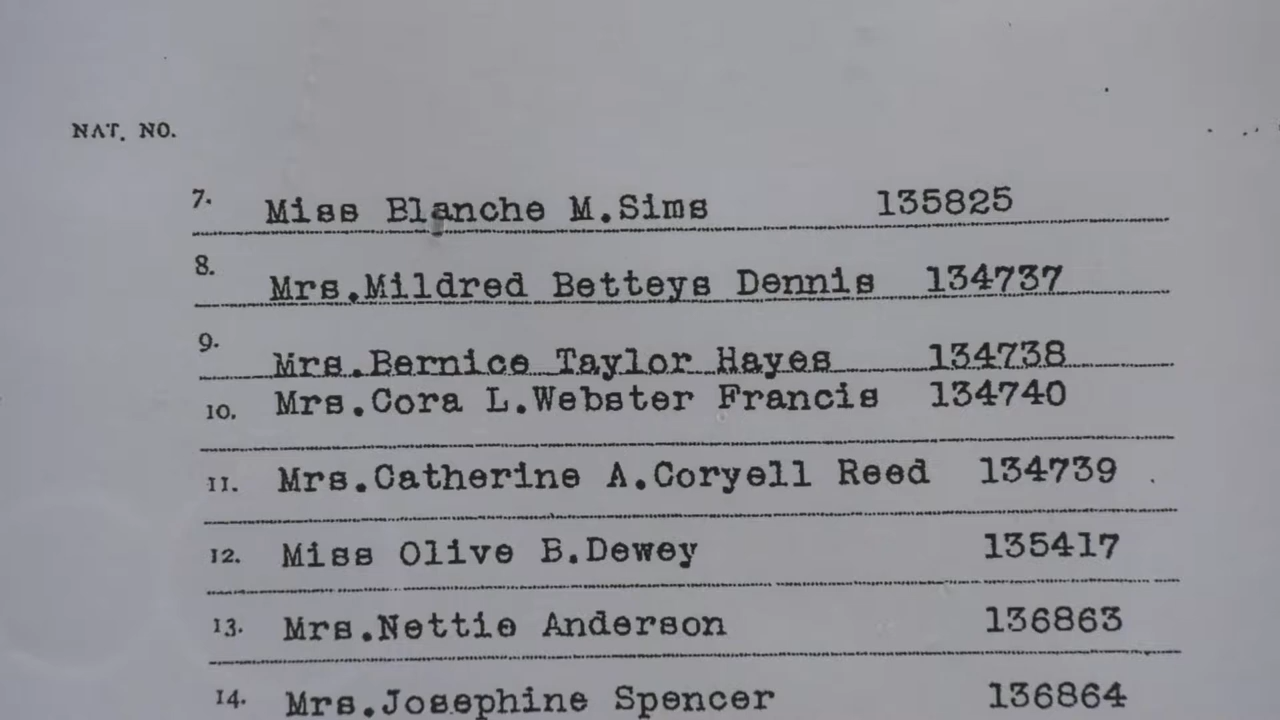 NAT. NO.
7. Miss Blanche M.Sims 135825
8. Mrs.Mildred Betteys Dennis 134737
9. Mrs.Bernice Taylor Hayes 134738
10. Mrs.Cora L.Webster Francis 134740
11. Mrs.Catherine A.Coryell Reed 134739
12. Miss Olive B.Dewey 135417
13. Mrs.Nettie Anderson 136863
14. Mrs.Josephine Spencer 136864